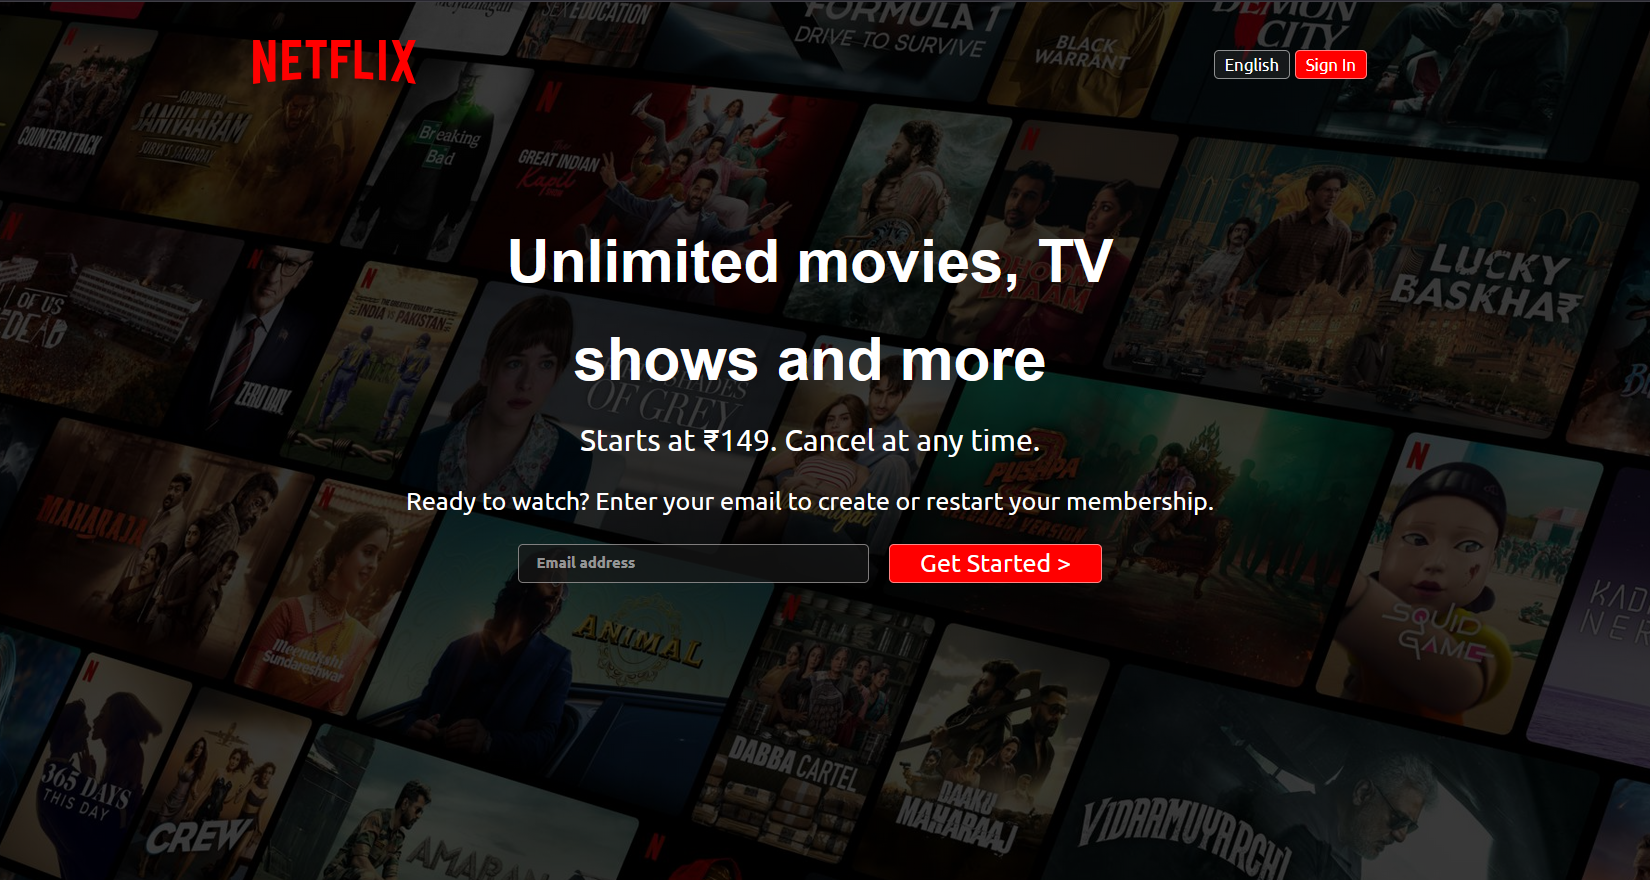 SEX EDUCATION
FORMULA 1
DRIVE TO SURVIVE
BLACK
WARRANT
DEMON
CITY
NETFLIX
English
Sign In
N
COUNTERATTACK
SARIPODHAA
SANIVAARAM
SURYA'S SATURDAY
Breaking
Bad
N
The
GREAT INDIAN
Kapil
N
LUCKY
BASKHAR
Unlimited movies, TV
shows and more
N
OF US
DEAD
N
ZERO DAY
N
THE GREATEST RIVALRY
INDIA VS PAKISTAN
DHOOM
DHAAM
SHADES
OF GREY
Starts at ₹149. Cancel at any time.
Ready to watch? Enter your email to create or restart your membership.
PUSHPA
2
RELOADED VERSION
N
SQUID
GAME
MAHARAJA
N
Meenakshi
Sundareshwar
Email address
Get Started >
ANIMAL
N
DABBA CARTEL
DAAKU
MAHARAAJ
VIDAAMUYARCHI
N
365 DAYS
THIS DAY
CREW
AMARAN
N